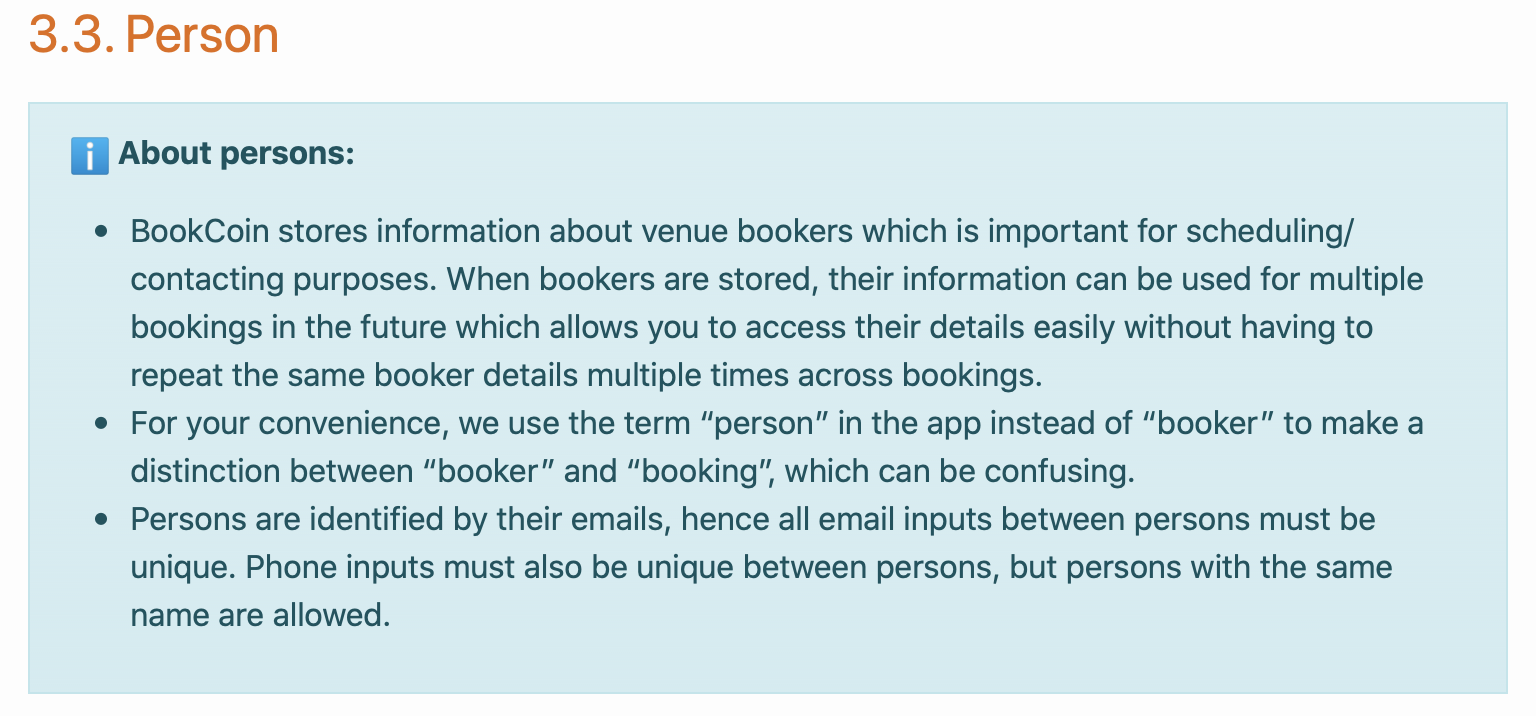 3.3. Person
ℹ️ About persons:
• BookCoin stores information about venue bookers which is important for scheduling/
contacting purposes. When bookers are stored, their information can be used for multiple
bookings in the future which allows you to access their details easily without having to
repeat the same booker details multiple times across bookings.
• For your convenience, we use the term “person” in the app instead of “booker” to make a
distinction between “booker” and “booking”, which can be confusing.
• Persons are identified by their emails, hence all email inputs between persons must be
unique. Phone inputs must also be unique between persons, but persons with the same
name are allowed.